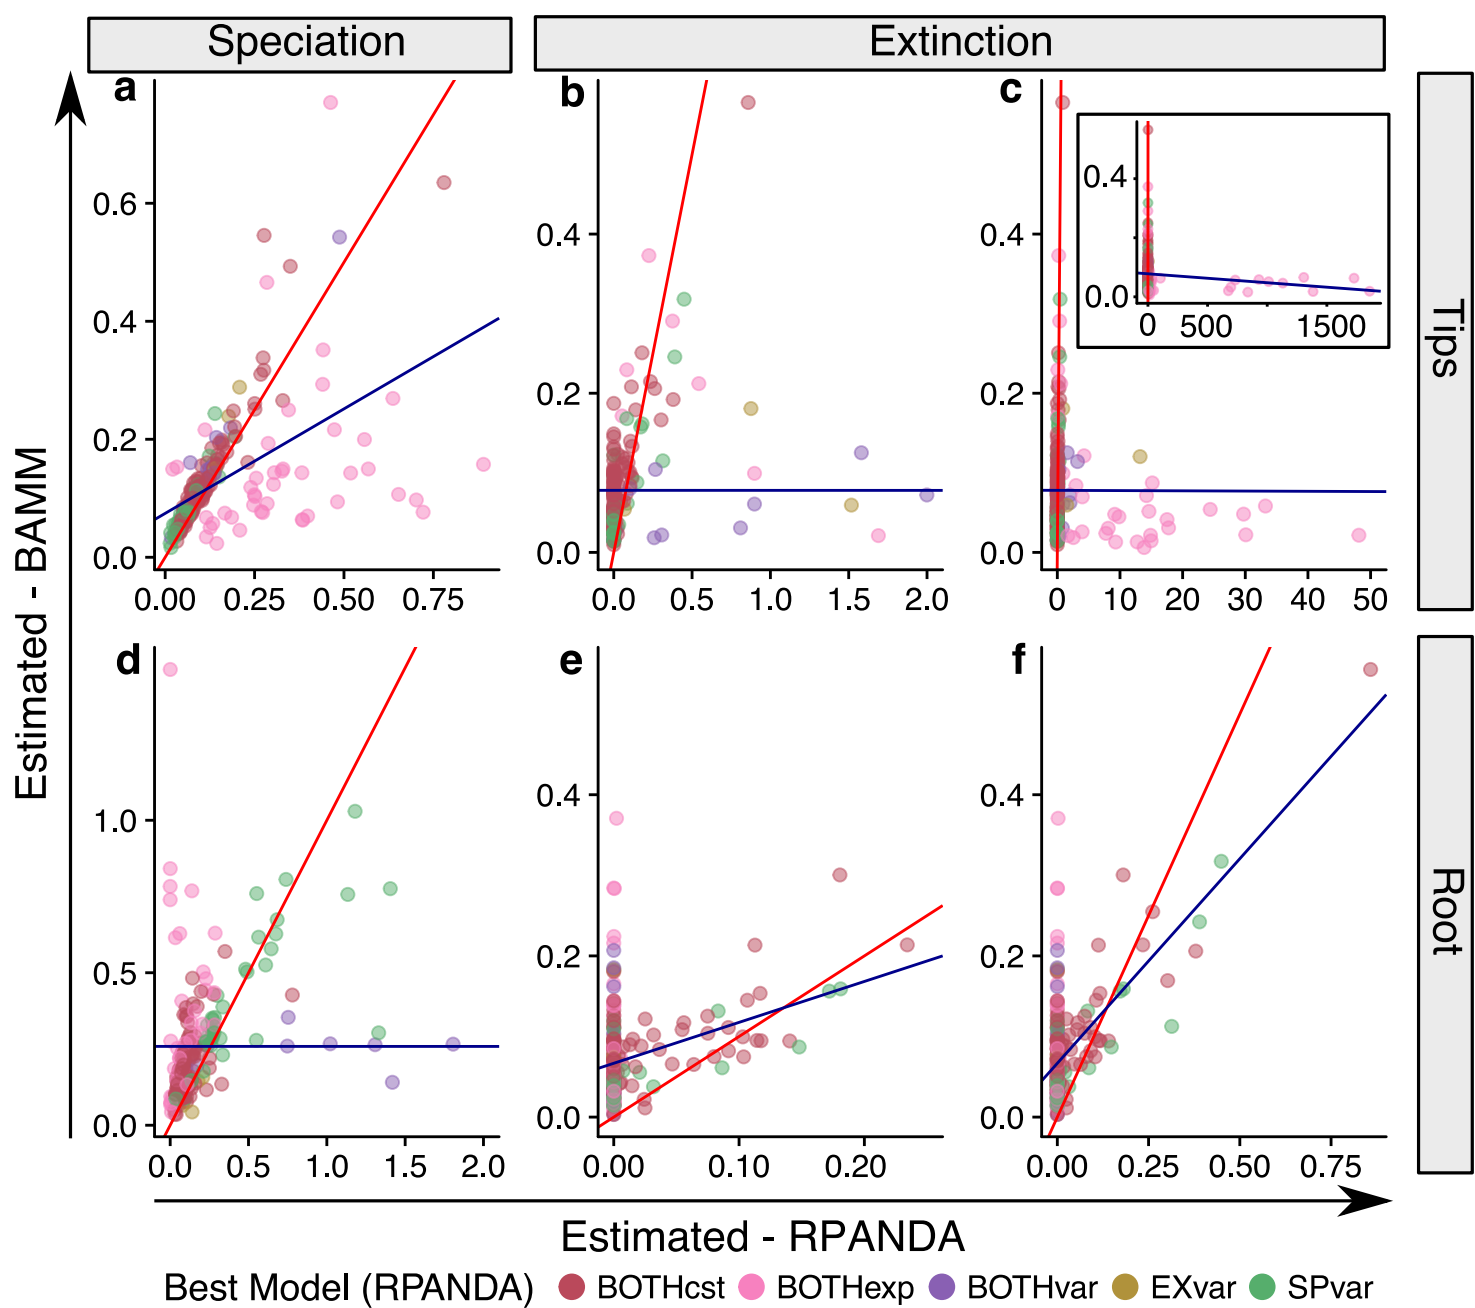 Speciation
Extinction
a
b
c
0.6
0.4
0.2
0.0
0.00 0.25 0.50 0.75
0.4
0.2
0.0
0.0 0.5 1.0 1.5 2.0
0.4
0.2
0.0
0 10 20 30 40 50
0.4
0.0
0 500 1500
Tips
d
e
f
1.0
0.5
0.0
0.0 0.5 1.0 1.5 2.0
0.4
0.2
0.0
0.00 0.10 0.20
0.4
0.2
0.0
0.00 0.25 0.50 0.75
Root
Estimated - BAMM
Estimated - RPANDA
Best Model (RPANDA) BOTHcst BOTHexp BOTHvar EXvar SPvar